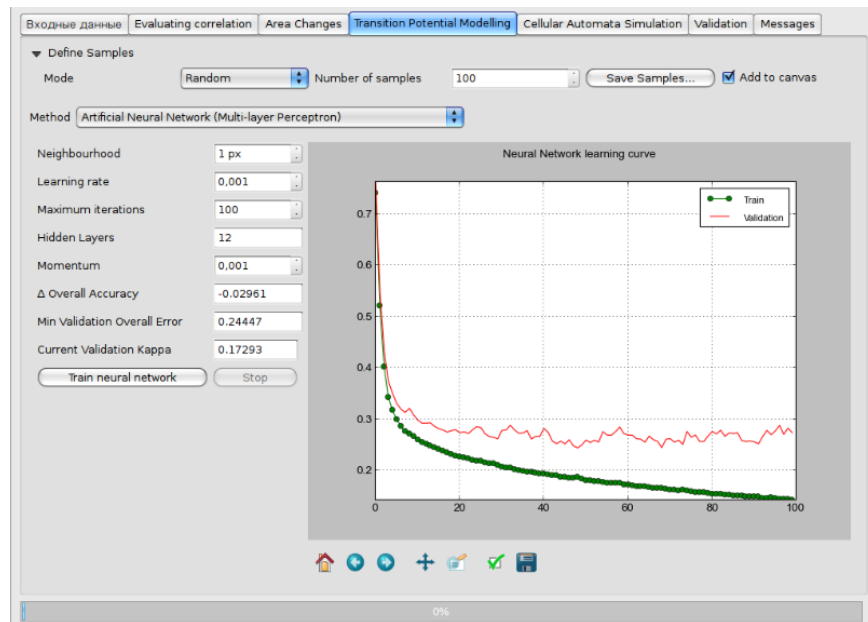 Входные данные Evaluating correlation Area Changes Transition Potential Modelling Cellular Automata Simulation Validation Messages
Define Samples
Mode Random Number of samples 100 Save Samples... Add to canvas
Method Artificial Neural Network (Multi-layer Perceptron)
Neighbourhood 1 px
Learning rate 0,001
Maximum iterations 100
Hidden Layers 12
Momentum 0,001
Δ Overall Accuracy -0.02961
Min Validation Overall Error 0.24447
Current Validation Kappa 0.17293
Train neural network Stop
Neural Network learning curve
Train
Validation
0.7
0.6
0.5
0.4
0.3
0.2
0 20 40 60 80 100
0%